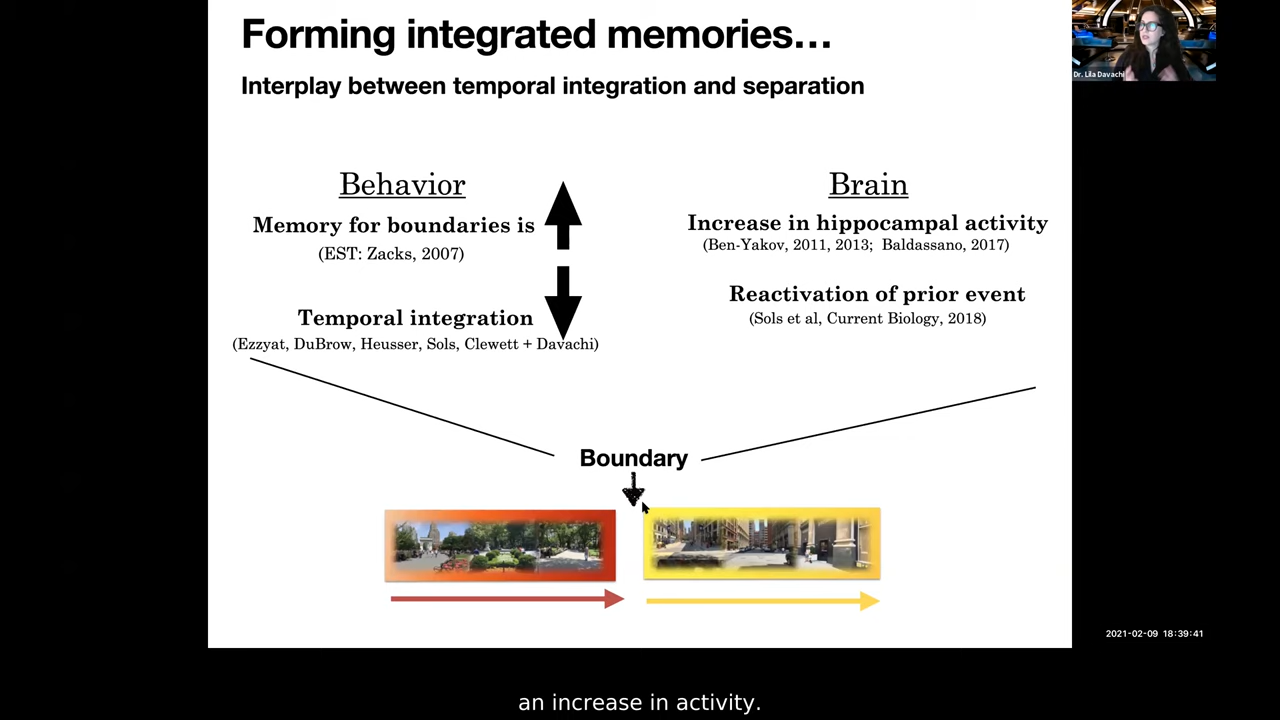 Forming integrated memories…
Interplay between temporal integration and separation
Dr. Lila Davachi
Behavior
Memory for boundaries is
(EST: Zacks, 2007)
Temporal integration
(Ezzyat, DuBrow, Heusser, Sols, Clewett + Davachi)
Brain
Increase in hippocampal activity
(Ben-Yakov, 2011, 2013;  Baldassano, 2017)
Reactivation of prior event
(Sols et al, Current Biology, 2018)
Boundary
2021-02-09 18:39:41
an increase in activity.